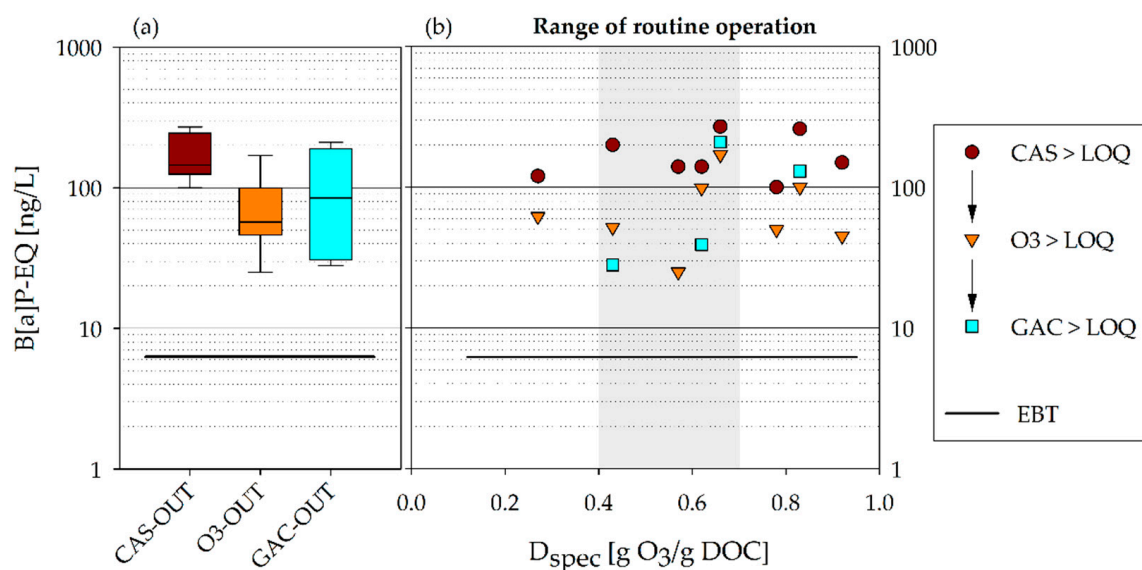 (a)
(b)
Range of routine operation
B[a]P-EQ [ng/L]
1000
100
10
1
CAS-OUT
O3-OUT
GAC-OUT
1000
100
10
1
0.0 0.2 0.4 0.6 0.8 1.0
Dspec [g O3/g DOC]
CAS > LOQ
O3 > LOQ
GAC > LOQ
EBT